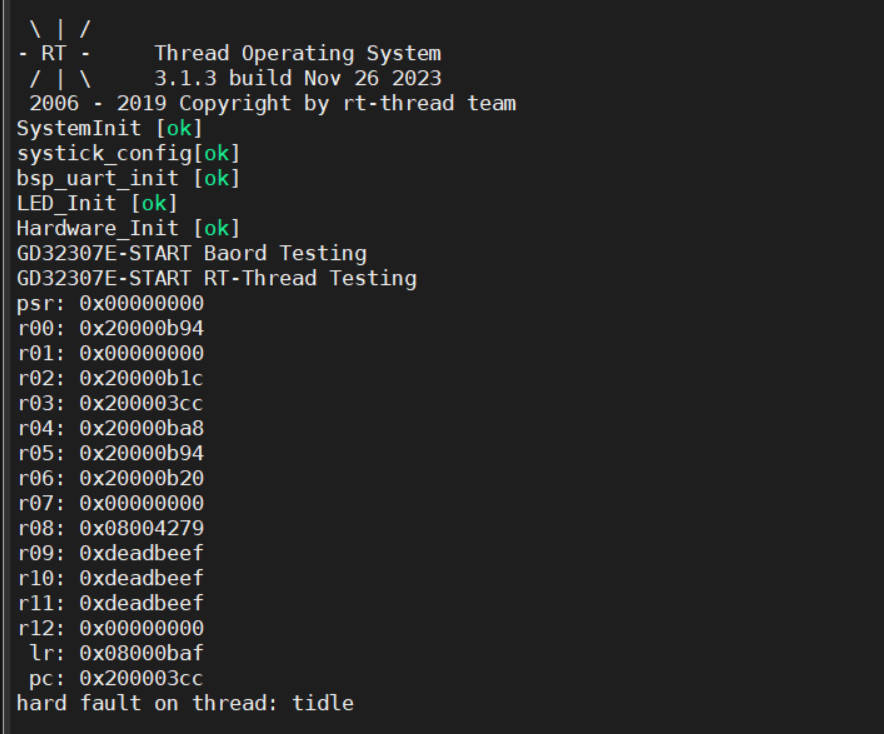 \ | /
- RT -     Thread Operating System
 / | \     3.1.3 build Nov 26 2023
 2006 - 2019 Copyright by rt-thread team
SystemInit [ok]
systick_config[ok]
bsp_uart_init [ok]
LED_Init [ok]
Hardware_Init [ok]
GD32307E-START Baord Testing
GD32307E-START RT-Thread Testing
psr: 0x00000000
r00: 0x20000b94
r01: 0x00000000
r02: 0x20000b1c
r03: 0x200003cc
r04: 0x20000ba8
r05: 0x20000b94
r06: 0x20000b20
r07: 0x00000000
r08: 0x08004279
r09: 0xdeadbeef
r10: 0xdeadbeef
r11: 0xdeadbeef
r12: 0x00000000
 lr: 0x08000baf
 pc: 0x200003cc
hard fault on thread: tidle